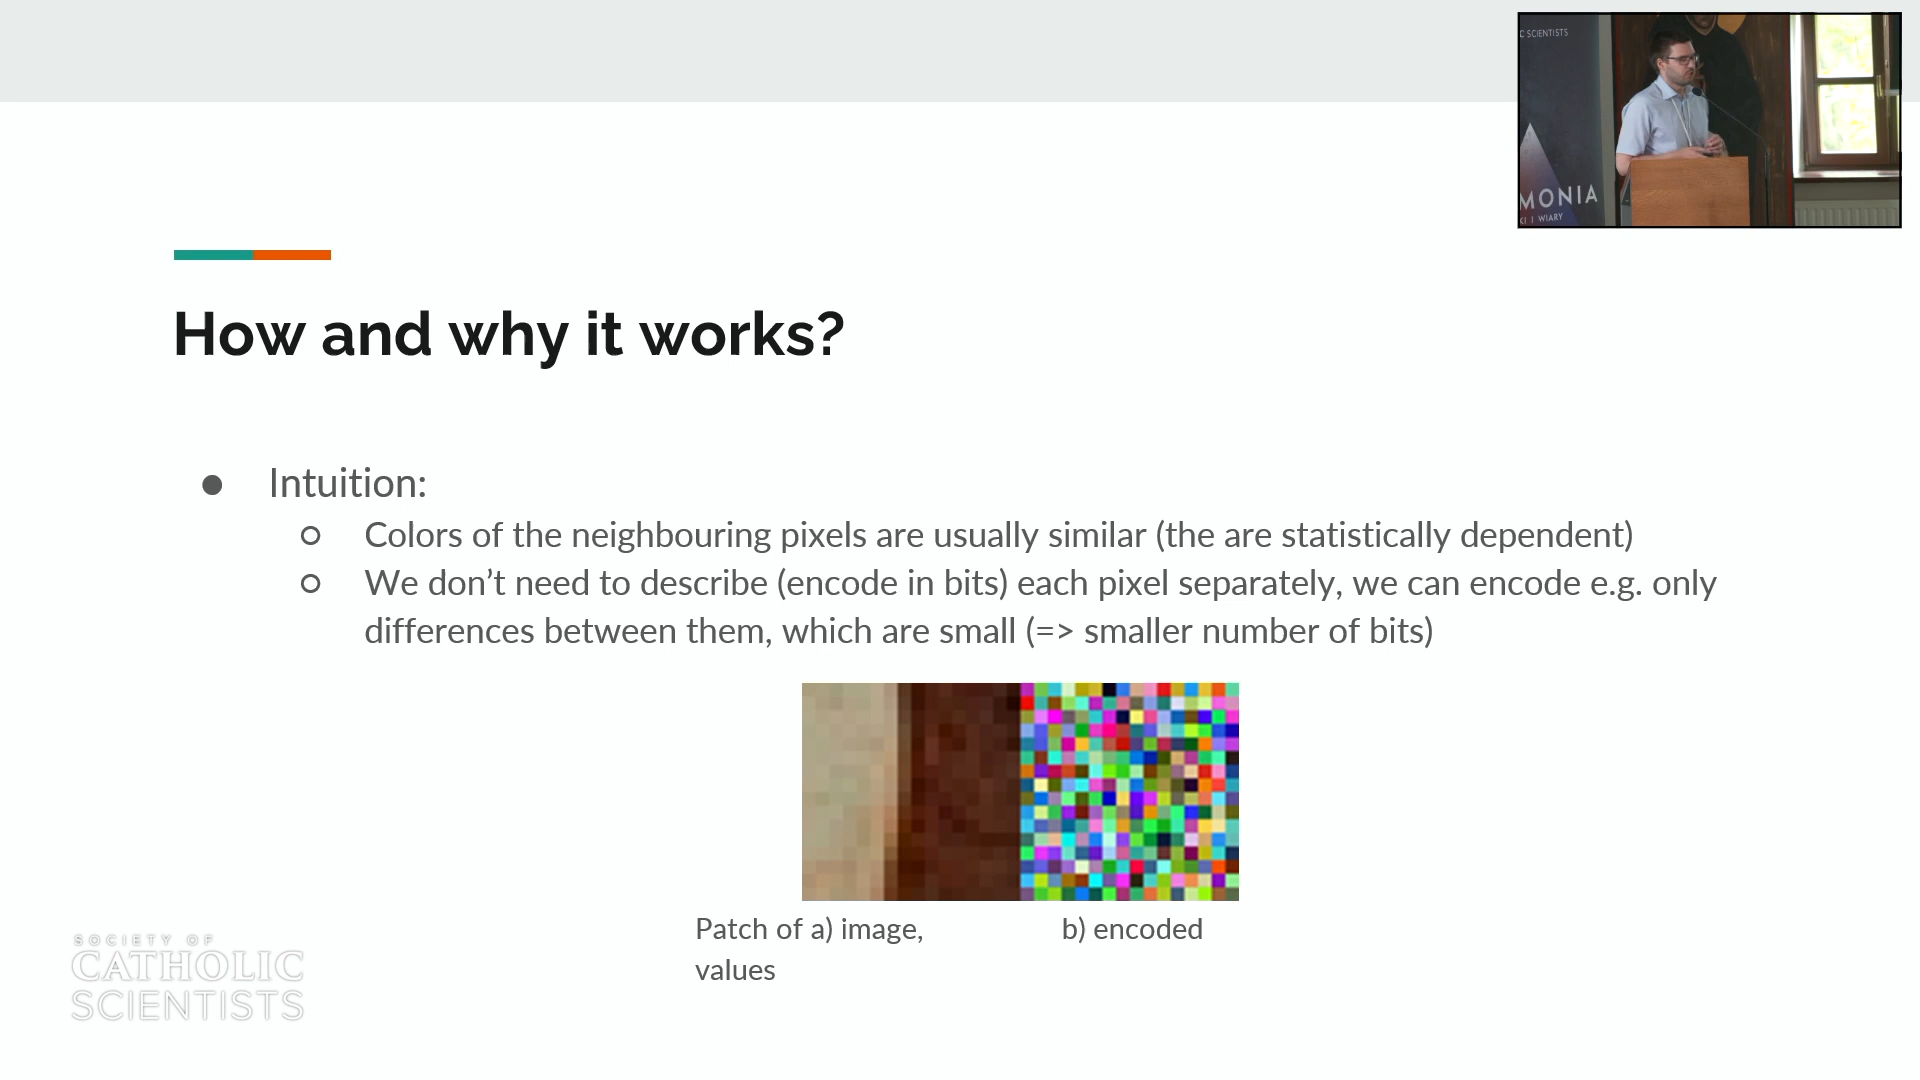 C SCIENTISTS
MONIA
KI I WIARY
How and why it works?
● Intuition:
○ Colors of the neighbouring pixels are usually similar (the are statistically dependent)
○ We don’t need to describe (encode in bits) each pixel separately, we can encode e.g. only
differences between them, which are small (=> smaller number of bits)
Patch of a) image, b) encoded
values
SOCIETY OF
CATHOLIC
SCIENTISTS